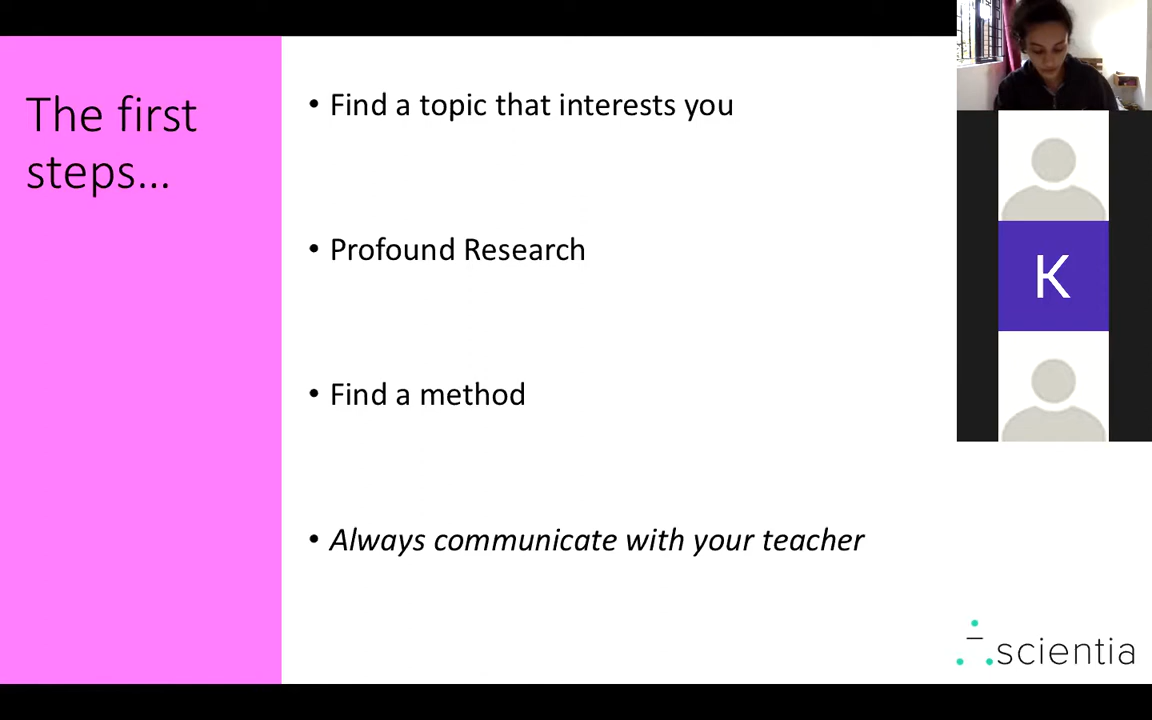 The first
steps...
• Find a topic that interests you
• Profound Research
• Find a method
• Always communicate with your teacher
K
scientia